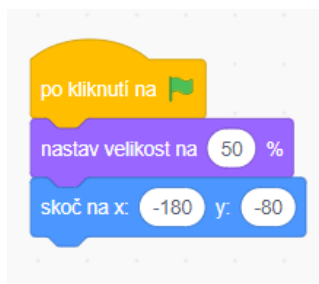 po kliknutí na
nastav velikost na 50 %
skoč na x: -180 y: -80